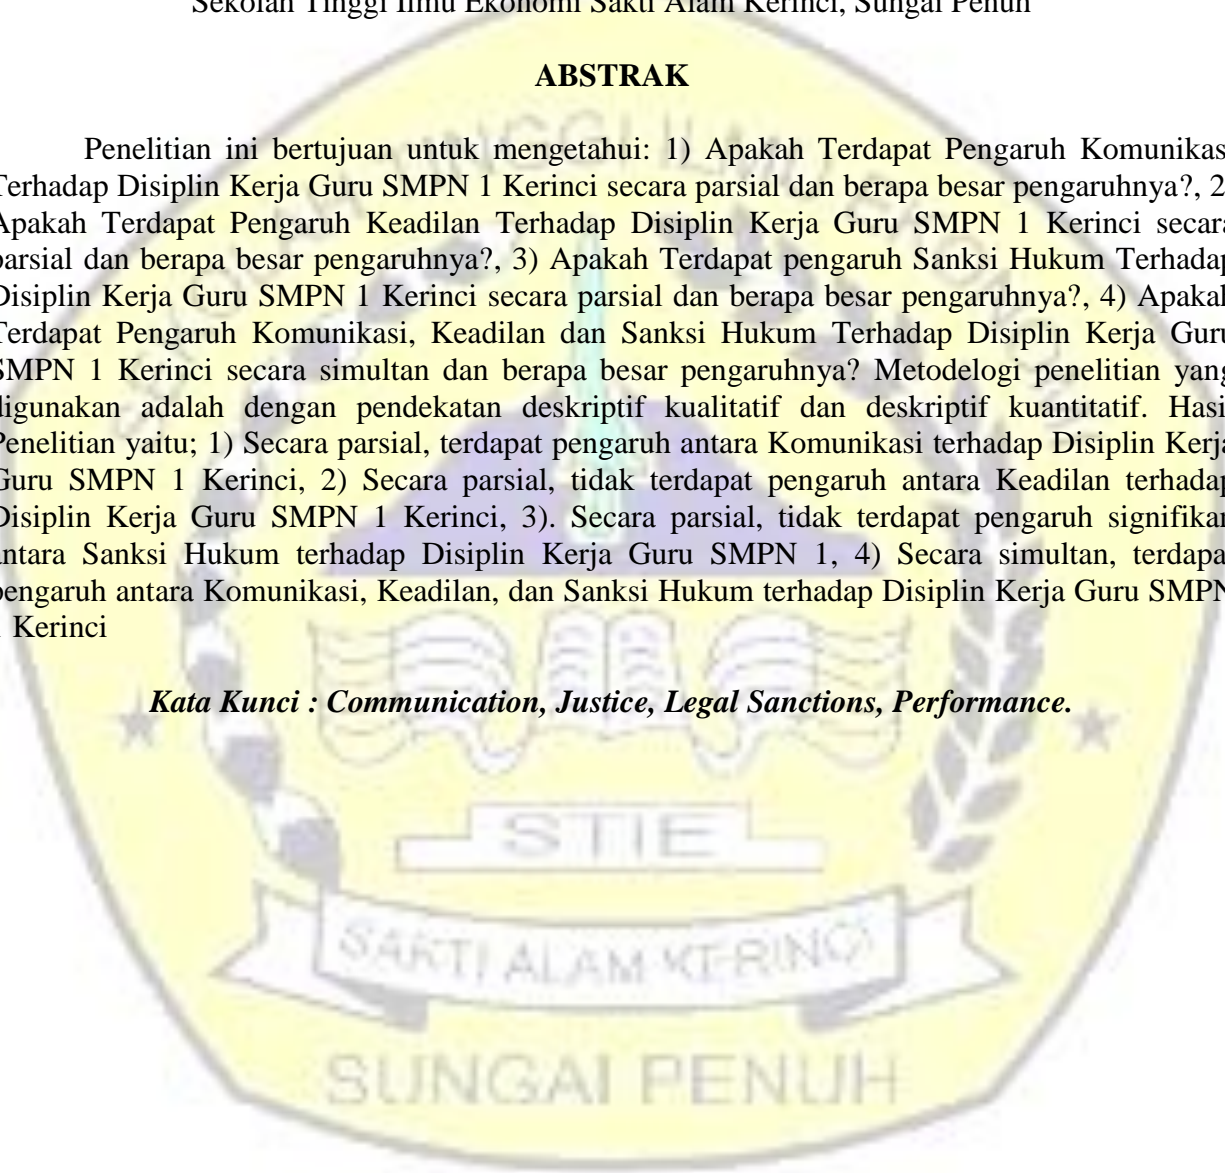 Sekolah Tinggi Ilmu Ekonomi Sakti Alam Kerinci, Sungai Penuh
ABSTRAK
Penelitian ini bertujuan untuk mengetahui: 1) Apakah Terdapat Pengaruh Komunikas
Terhadap Disiplin Kerja Guru SMPN 1 Kerinci secara parsial dan berapa besar pengaruhnya?, 2
Apakah Terdapat Pengaruh Keadilan Terhadap Disiplin Kerja Guru SMPN 1 Kerinci secara
parsial dan berapa besar pengaruhnya?, 3) Apakah Terdapat pengaruh Sanksi Hukum Terhadap
Disiplin Kerja Guru SMPN 1 Kerinci secara parsial dan berapa besar pengaruhnya?, 4) Apakah
Terdapat Pengaruh Komunikasi, Keadilan dan Sanksi Hukum Terhadap Disiplin Kerja Guru
SMPN 1 Kerinci secara simultan dan berapa besar pengaruhnya? Metodelogi penelitian yang
digunakan adalah dengan pendekatan deskriptif kualitatif dan deskriptif kuantitatif. Hasi
Penelitian yaitu; 1) Secara parsial, terdapat pengaruh antara Komunikasi terhadap Disiplin Kerja
Guru SMPN 1 Kerinci, 2) Secara parsial, tidak terdapat pengaruh antara Keadilan terhadap
Disiplin Kerja Guru SMPN 1 Kerinci, 3). Secara parsial, tidak terdapat pengaruh signifikan
antara Sanksi Hukum terhadap Disiplin Kerja Guru SMPN 1, 4) Secara simultan, terdapat
pengaruh antara Komunikasi, Keadilan, dan Sanksi Hukum terhadap Disiplin Kerja Guru SMPN
1 Kerinci
Kata Kunci : Communication, Justice, Legal Sanctions, Performance.
STIE
SAKTI ALAM KERINCI
SUNGAI PENUH